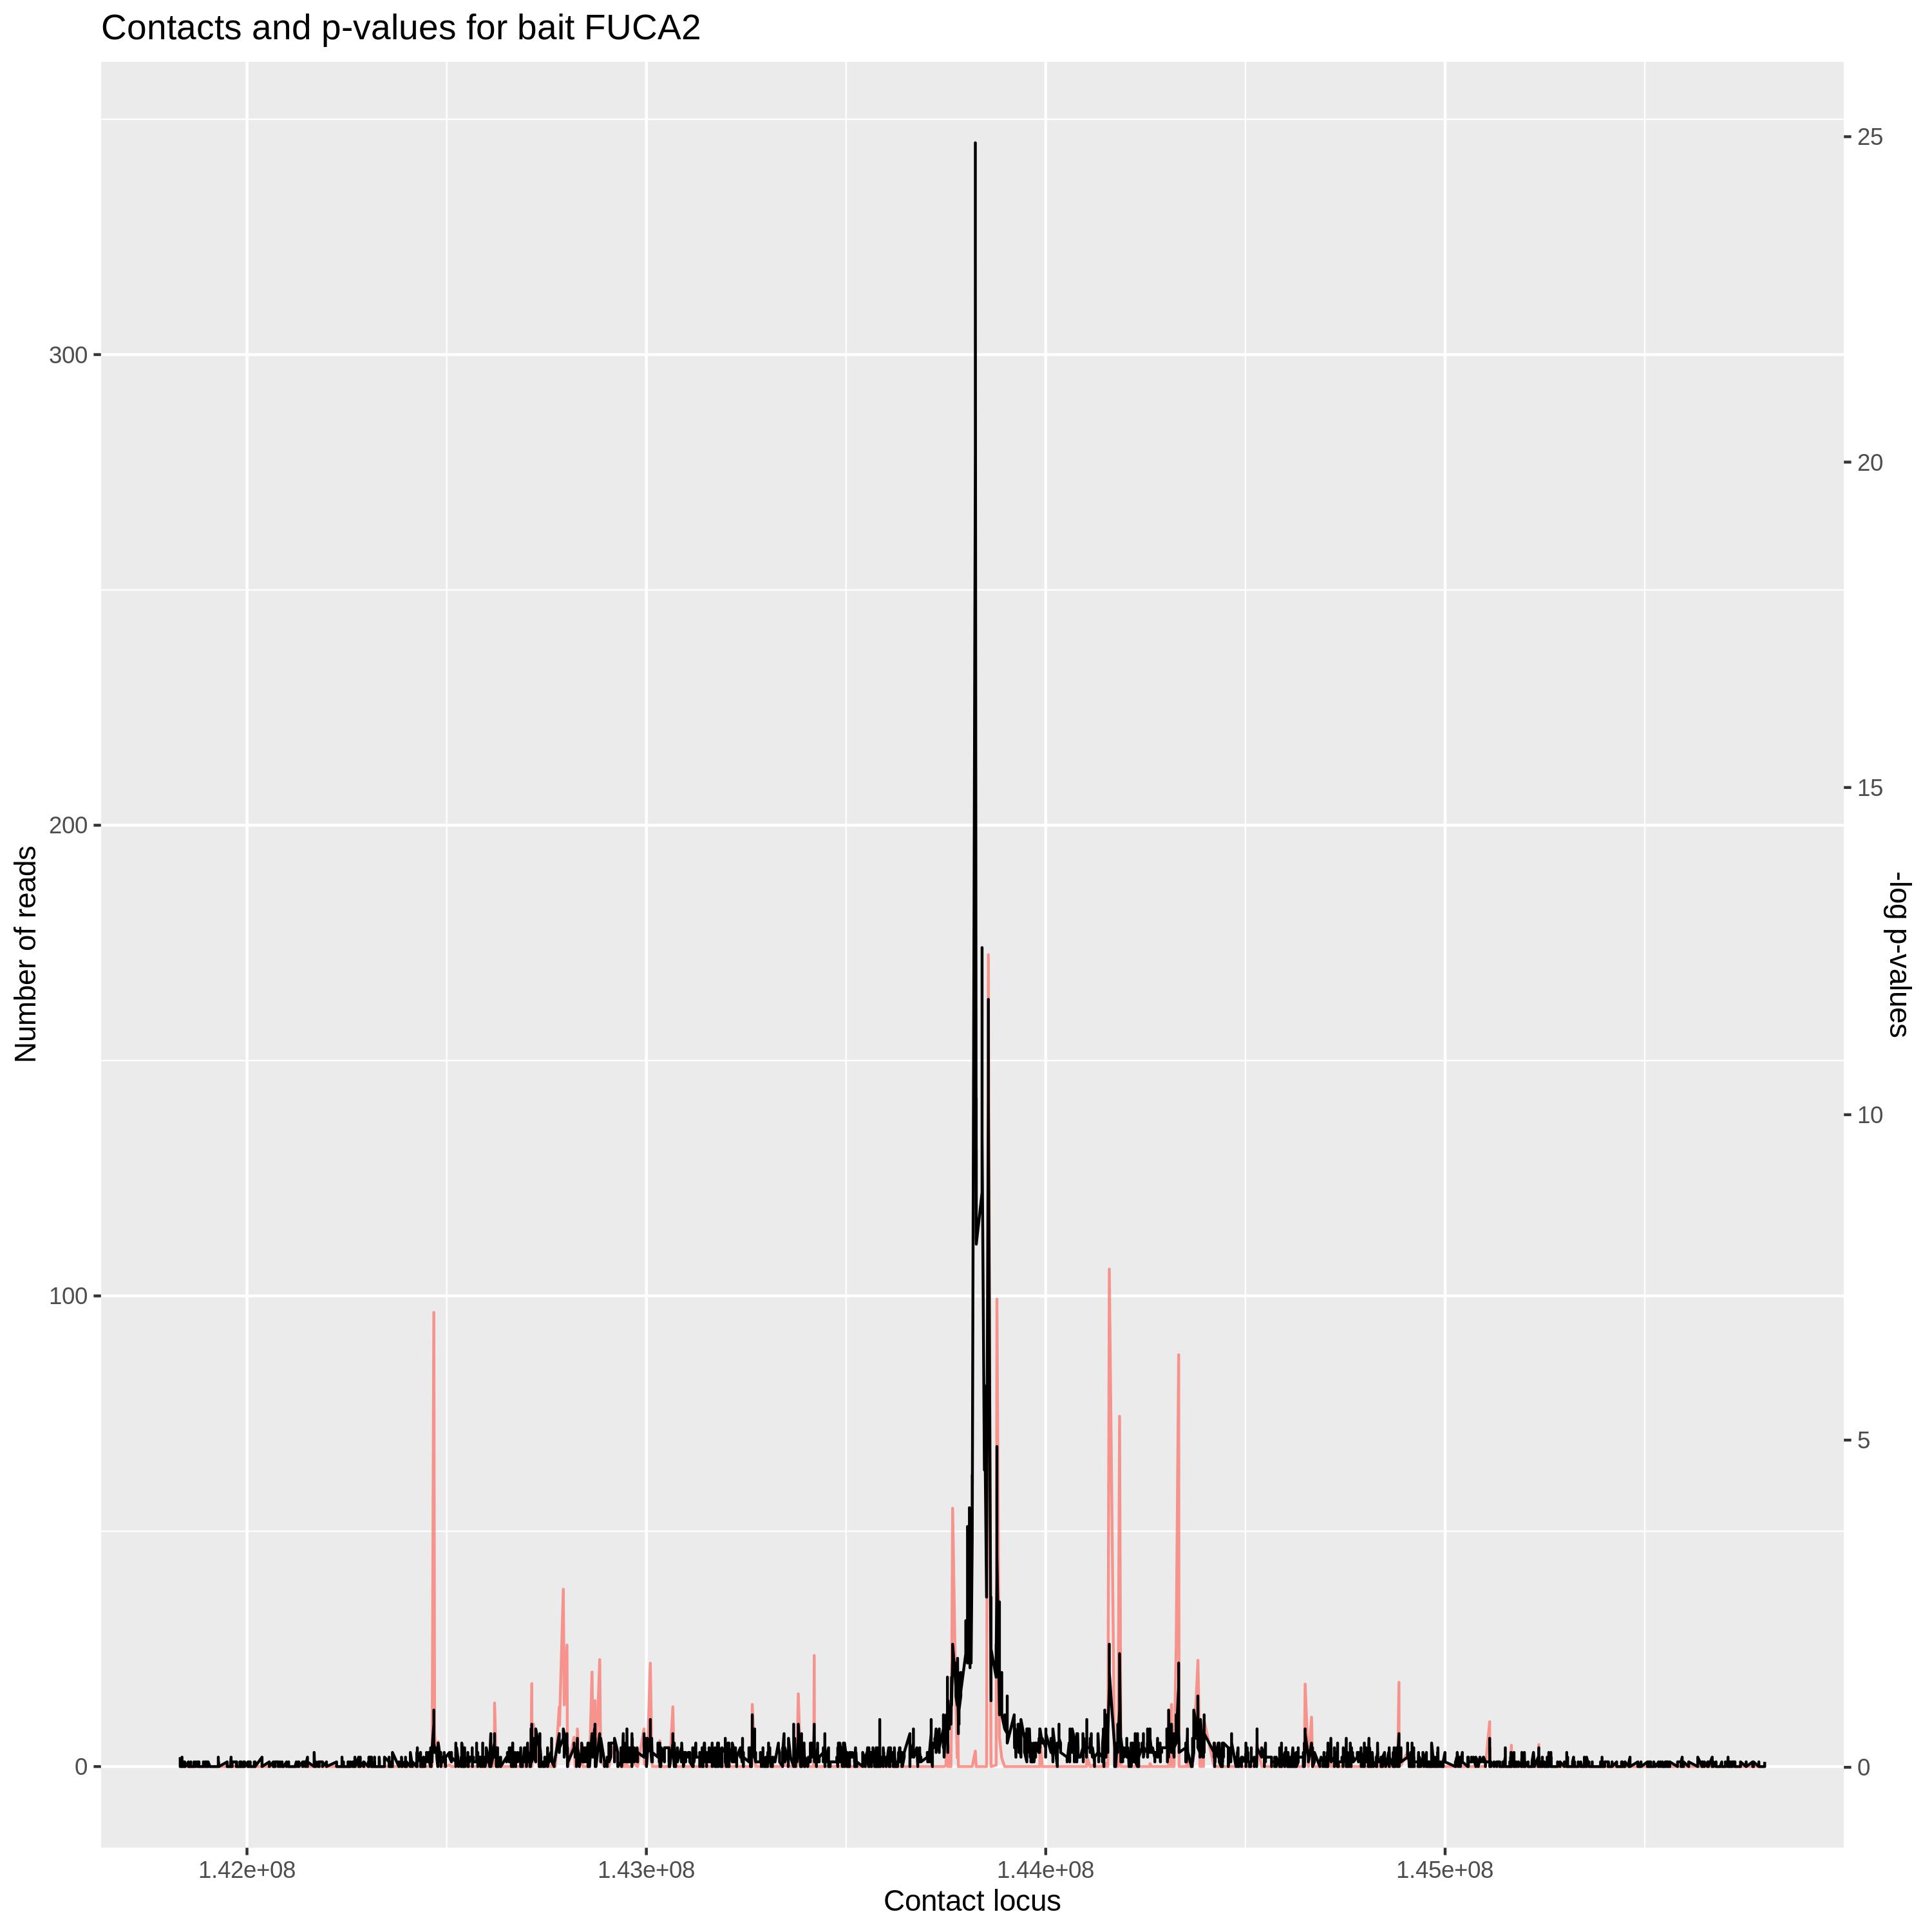 Contacts and p-values for bait FUCA2
Number of reads
300
200
100
0
25
20
15
10
5
0
-log p-values
1.42e+08
1.43e+08
1.44e+08
1.45e+08
Contact locus